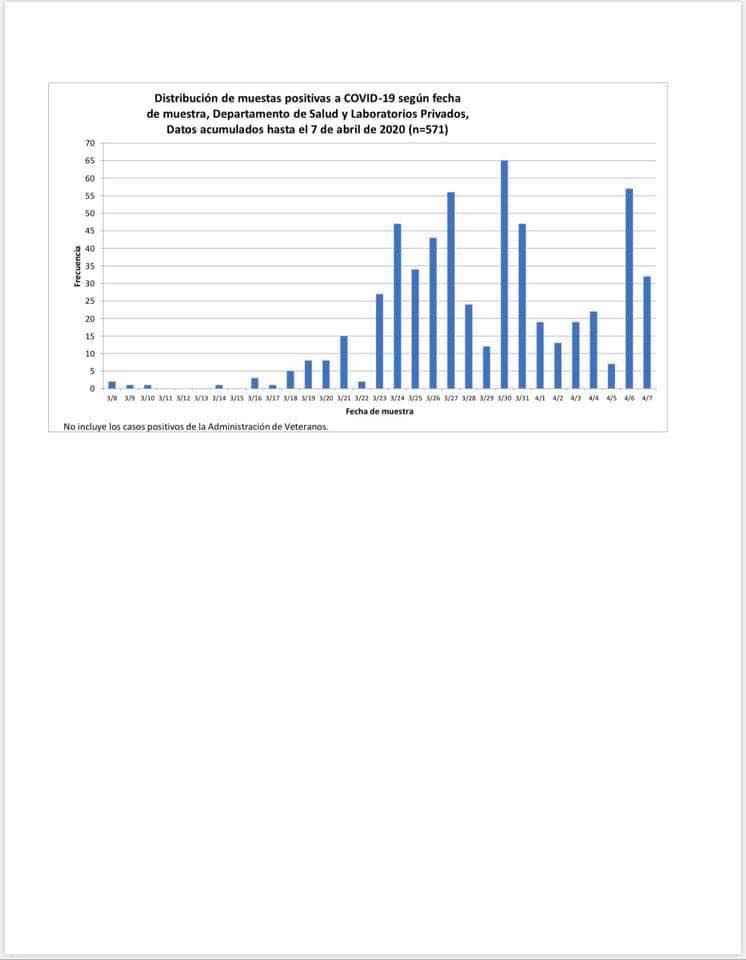 Distribución de muestas positivas a COVID-19 según fecha
de muestra, Departamento de Salud y Laboratorios Privados,
Datos acumulados hasta el 7 de abril de 2020 (n=571)
70
65
60
55
50
45
40
35
30
25
20
15
10
5
0
Frecuencia
3/8 3/9 3/10 3/11 3/12 3/13 3/14 3/15 3/16 3/17 3/18 3/19 3/20 3/21 3/22 3/23 3/24 3/25 3/26 3/27 3/28 3/29 3/30 3/31 4/1 4/2 4/3 4/4 4/5 4/6 4/7
Fecha de muestra
No incluye los casos positivos de la Administración de Veteranos.